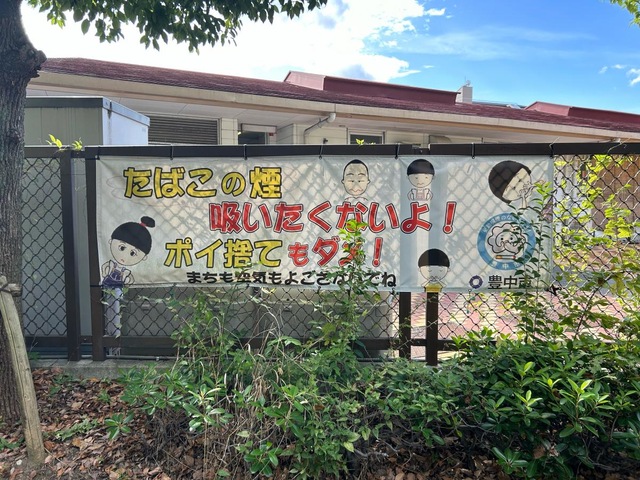 たばこの煙
吸いたくないよ!
ポイ捨てもダメ!
まちも空気もよごさないでね
豊中市